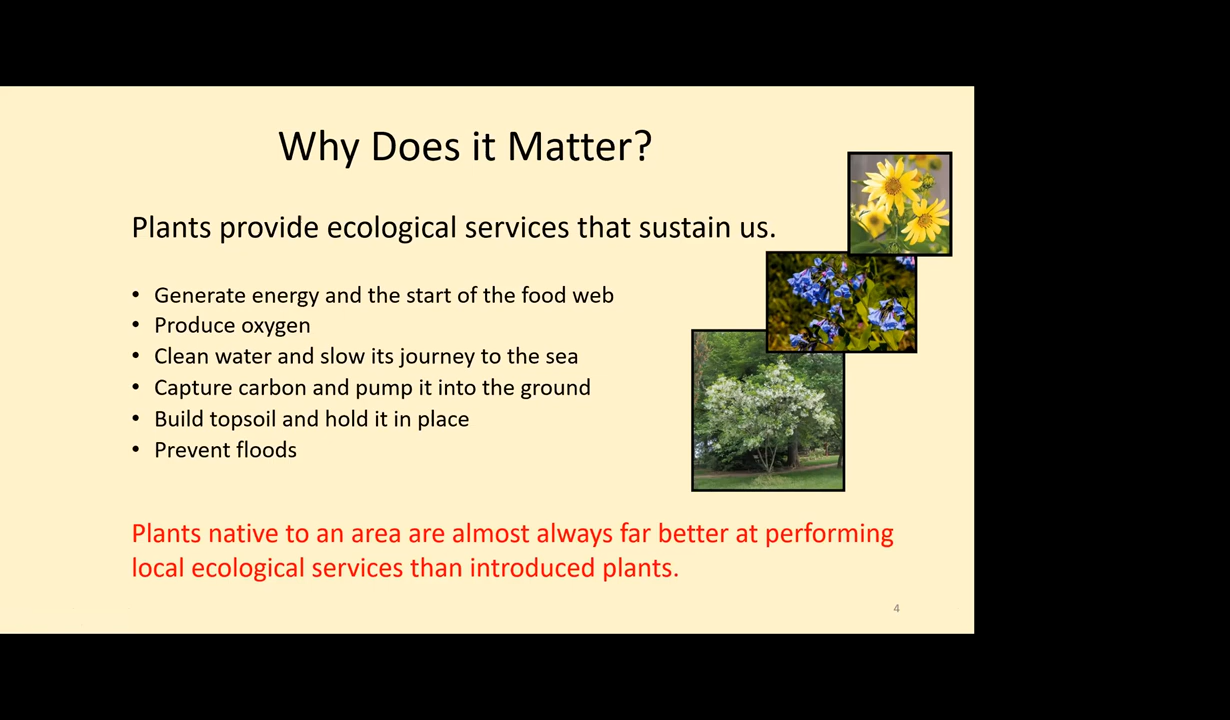 Why Does it Matter?
Plants provide ecological services that sustain us.
• Generate energy and the start of the food web
• Produce oxygen
• Clean water and slow its journey to the sea
• Capture carbon and pump it into the ground
• Build topsoil and hold it in place
• Prevent floods
Plants native to an area are almost always far better at performing
local ecological services than introduced plants.
4